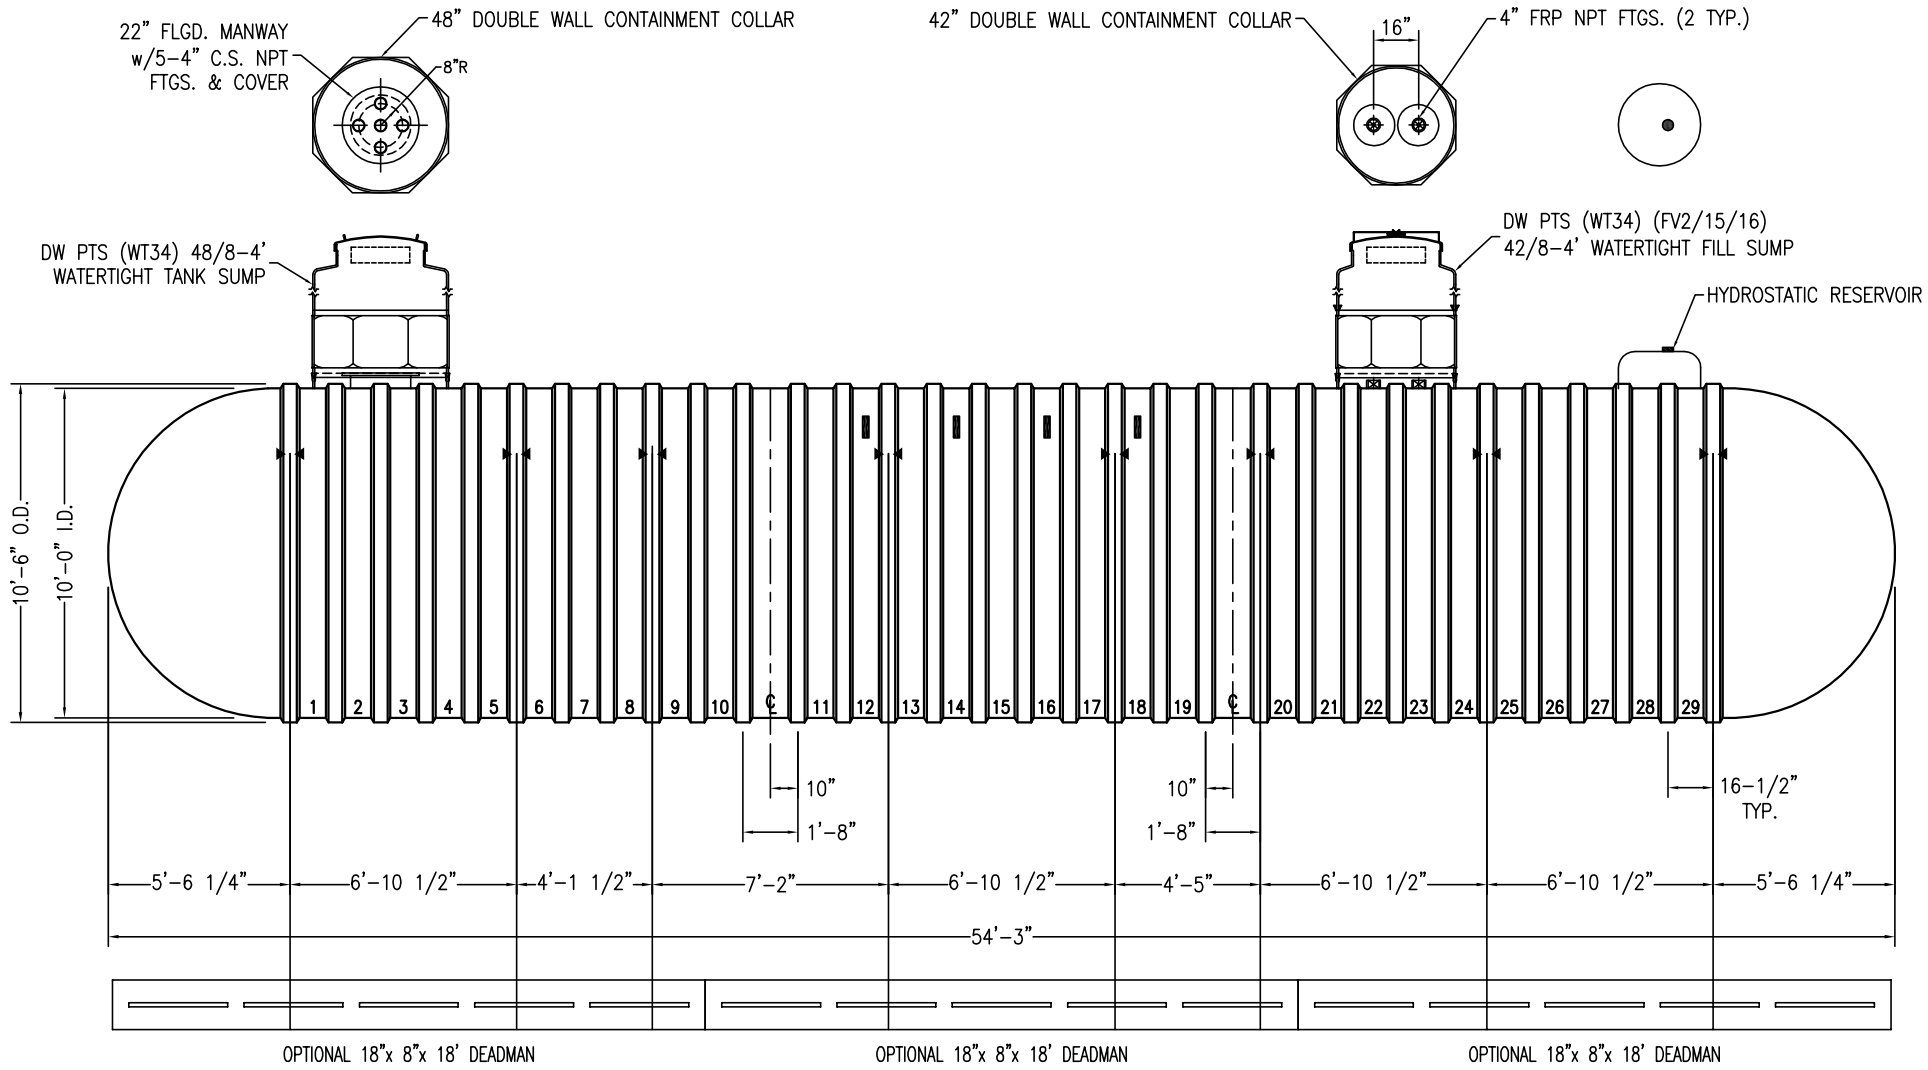 22” FLGD. MANWAY
w/5-4” C.S. NPT
FTGS. & COVER
48” DOUBLE WALL CONTAINMENT COLLAR
8”R
42” DOUBLE WALL CONTAINMENT COLLAR
16”
4” FRP NPT FTGS. (2 TYP.)
DW PTS (WT34) 48/8-4’
WATERTIGHT TANK SUMP
DW PTS (WT34) (FV2/15/16)
42/8-4’ WATERTIGHT FILL SUMP
HYDROSTATIC RESERVOIR
10’-6” O.D.
10’-0” I.D.
1 2 3 4 5 6 7 8 9 10 ℄ 11 12 13 14 15 16 17 18 19 ℄ 20 21 22 23 24 25 26 27 28 29
10”
10”
16-1/2”
TYP.
1’-8”
1’-8”
5’-6 1/4”
6’-10 1/2”
4’-1 1/2”
7’-2”
6’-10 1/2”
4’-5”
6’-10 1/2”
6’-10 1/2”
5’-6 1/4”
54’-3”
OPTIONAL 18”x 8”x 18’ DEADMAN
OPTIONAL 18”x 8”x 18’ DEADMAN
OPTIONAL 18”x 8”x 18’ DEADMAN